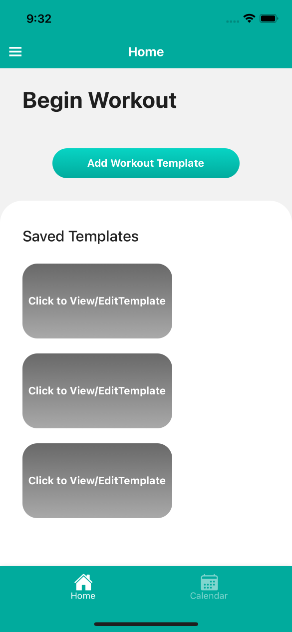 9:32
Home
Begin Workout
Add Workout Template
Saved Templates
Click to View/EditTemplate
Click to View/EditTemplate
Click to View/EditTemplate
Home
Calendar